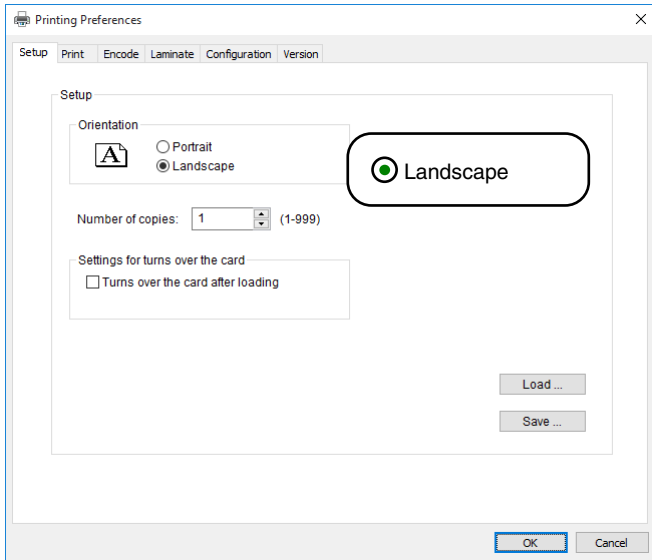 Printing Preferences
Setup Print Encode Laminate Configuration Version
Setup
Orientation
A
Portrait
Landscape
Landscape
Number of copies: 1 (1-999)
Settings for turns over the card
Turns over the card after loading
Load ...
Save ...
OK Cancel